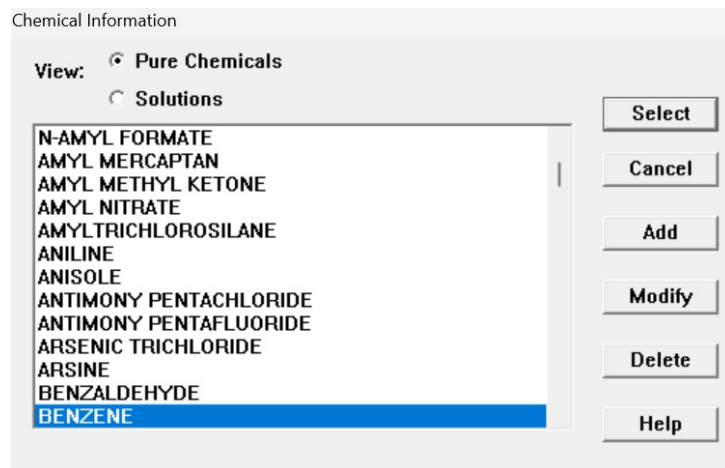 Chemical Information
View:
Pure Chemicals
Solutions
N-AMYL FORMATE
AMYL MERCAPTAN
AMYL METHYL KETONE
AMYL NITRATE
AMYLTRICHLOROSILANE
ANILINE
ANISOLE
ANTIMONY PENTACHLORIDE
ANTIMONY PENTAFLUORIDE
ARSENIC TRICHLORIDE
ARSINE
BENZALDEHYDE
BENZENE
Select
Cancel
Add
Modify
Delete
Help